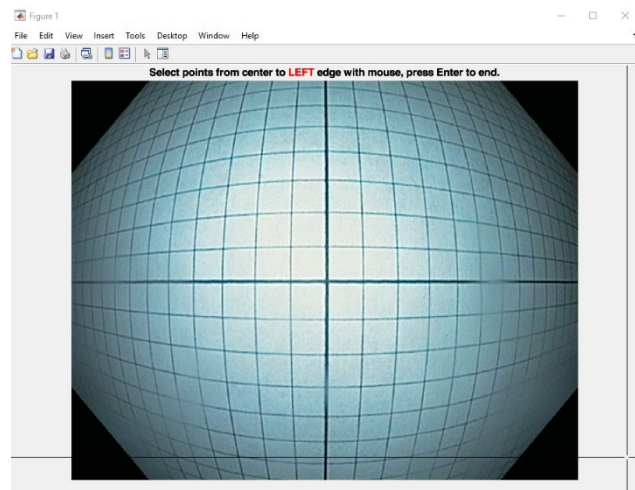 Figure 1
File Edit View Insert Tools Desktop Window Help
Select points from center to LEFT edge with mouse, press Enter to end.